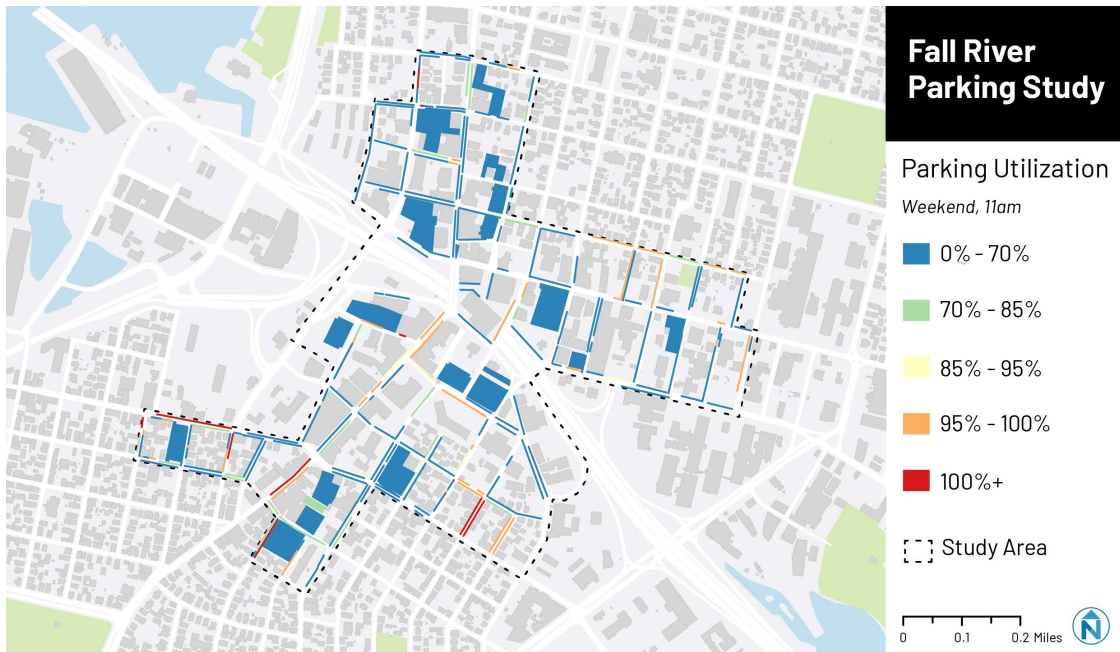 Fall River
Parking Study
Parking Utilization
Weekend, 11am
0% - 70%
70% - 85%
85% - 95%
95% - 100%
100%+
Study Area
0 0.1 0.2 Miles
N